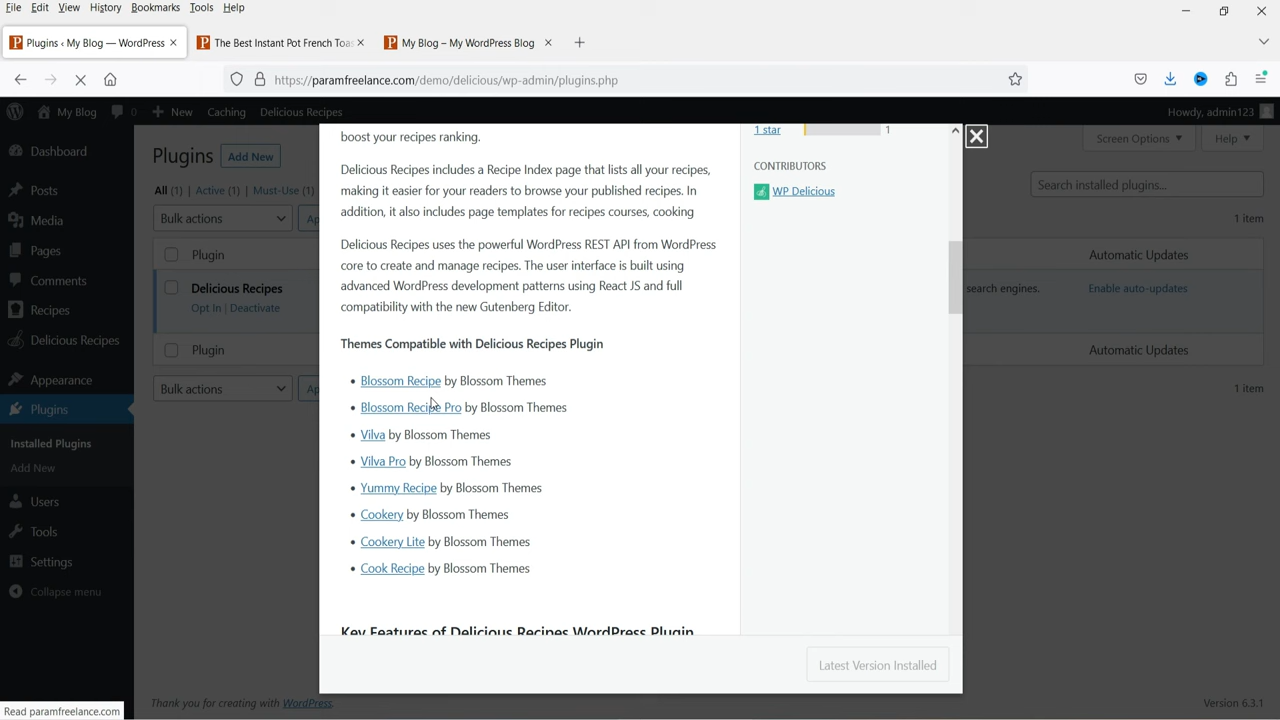 File Edit View History Bookmarks Tools Help
Plugins ‹ My Blog — WordPress
The Best Instant Pot French Toas
My Blog – My WordPress Blog
https://paramfreelance.com/demo/delicious/wp-admin/plugins.php
My Blog 0 New Caching Delicious Recipes Howdy, admin123
Dashboard
Posts
Media
Pages
Comments
Recipes
Delicious Recipes
Appearance
Plugins
Installed Plugins
Add New
Users
Tools
Settings
Collapse menu
Plugins Add New
Screen Options Help
All (1) | Active (1) | Must-Use (1)
Search installed plugins...
Bulk actions Ap
1 item
Plugin Automatic Updates
Delicious Recipes search engines. Enable auto-updates
Opt In | Deactivate
Plugin Automatic Updates
Bulk actions Ap
1 item
boost your recipes ranking.
Delicious Recipes includes a Recipe Index page that lists all your recipes,
making it easier for your readers to browse your published recipes. In
addition, it also includes page templates for recipes courses, cooking
Delicious Recipes uses the powerful WordPress REST API from WordPress
core to create and manage recipes. The user interface is built using
advanced WordPress development patterns using React JS and full
compatibility with the new Gutenberg Editor.
Themes Compatible with Delicious Recipes Plugin
• Blossom Recipe by Blossom Themes
• Blossom Recipe Pro by Blossom Themes
• Vilva by Blossom Themes
• Vilva Pro by Blossom Themes
• Yummy Recipe by Blossom Themes
• Cookery by Blossom Themes
• Cookery Lite by Blossom Themes
• Cook Recipe by Blossom Themes
Key Features of Delicious Recipes WordPress Plugin
1 star 1
CONTRIBUTORS
WP Delicious
Latest Version Installed
Thank you for creating with WordPress.
Version 6.3.1
Read paramfreelance.com